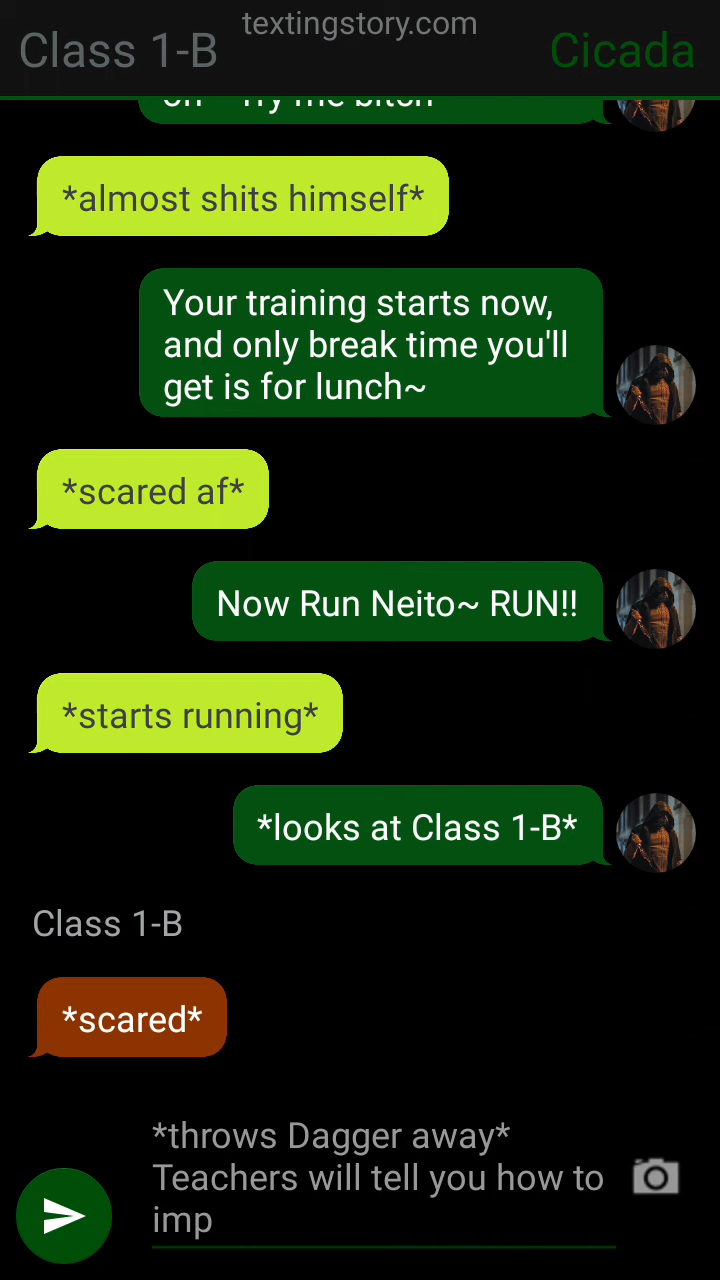 textingstory.com
Class 1-B
Cicada
*almost shits himself*
Your training starts now,
and only break time you'll
get is for lunch~
*scared af*
Now Run Neito~ RUN!!
*starts running*
*looks at Class 1-B*
Class 1-B
*scared*
*throws Dagger away*
Teachers will tell you how to
imp